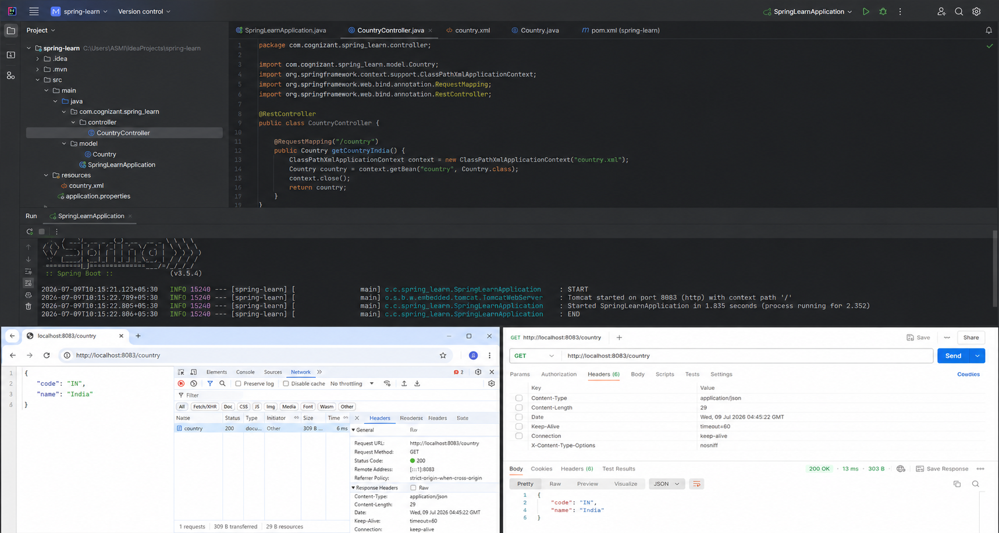 M spring-learn Version control SpringLearnApplication
Project
spring-learn C:\Users\ASMI\IdeaProjects\spring-learn
.idea
.mvn
src
main
java
com.cognizant.spring_learn
controller
CountryController
model
Country
SpringLearnApplication
resources
country.xml
application.properties
SpringLearnApplication.java CountryController.java country.xml Country.java pom.xml (spring-learn)
1 package com.cognizant.spring_learn.controller;
2
3 import com.cognizant.spring_learn.model.Country;
4 import org.springframework.context.support.ClassPathXmlApplicationContext;
5 import org.springframework.web.bind.annotation.RequestMapping;
6 import org.springframework.web.bind.annotation.RestController;
7
8 @RestController
9 public class CountryController {
10
11 @RequestMapping("/country")
12 public Country getCountryIndia() {
13 ClassPathXmlApplicationContext context = new ClassPathXmlApplicationContext("country.xml");
14 Country country = context.getBean("country", Country.class);
15 context.close();
16 return country;
17 }
19 }
Run SpringLearnApplication
:: Spring Boot :: (v3.5.4)
2026-07-09T10:15:21.123+05:30 INFO 15240 --- [spring-learn] [ main] c.c.spring_learn.SpringLearnApplication : START
2026-07-09T10:15:22.789+05:30 INFO 15240 --- [spring-learn] [ main] o.s.b.w.embedded.tomcat.TomcatWebServer : Tomcat started on port 8083 (http) with context path '/'
2026-07-09T10:15:22.805+05:30 INFO 15240 --- [spring-learn] [ main] c.c.spring_learn.SpringLearnApplication : Started SpringLearnApplication in 1.835 seconds (process running for 2.352)
2026-07-09T10:15:22.806+05:30 INFO 15240 --- [spring-learn] [ main] c.c.spring_learn.SpringLearnApplication : END
localhost:8083/country
http://localhost:8083/country
1 {
2 "code": "IN",
3 "name": "India"
6 }
Elements Console Sources Network 2
Preserve log Disable cache No throttling
Filter
All Fetch/XHR Doc CSS JS Img Media Font Wasm Other
Status Type Initiator Size Time
country 200 docu... Other 309 B ... 6 ms
Headers Headers
General
Request URL: http://localhost:8083/country
Request Method: GET
Status Code: 200
Remote Address: [:::1]:8083
Referrer Policy: strict-origin-when-cross-origin
Response Headers Raw
Content-Type: application/json
Content-Length: 29
Date: Wed, 09 Jul 2026 04:45:22 GMT
Keep-Alive: timeout=60
Connection: keep-alive
1 requests 309 B transferred 29 B resources
GET http://localhost:8083/country Save Share
GET http://localhost:8083/country Send
Params Authorization Headers (6) Body Scripts Tests Settings
Key Value
Content-Type application/json
Content-Length 29
Date Wed, 09 Jul 2026 04:45:22 GMT
Keep-Alive timeout=60
Connection keep-alive
X-Content-Type-Options nosniff
Body Cookies Headers (6) Test Results 200 OK · 13 ms · 303 B · Save Response
Pretty Raw Preview Visualize JSON
1 {
2 "code": "IN",
4 "name": "India"
6 }